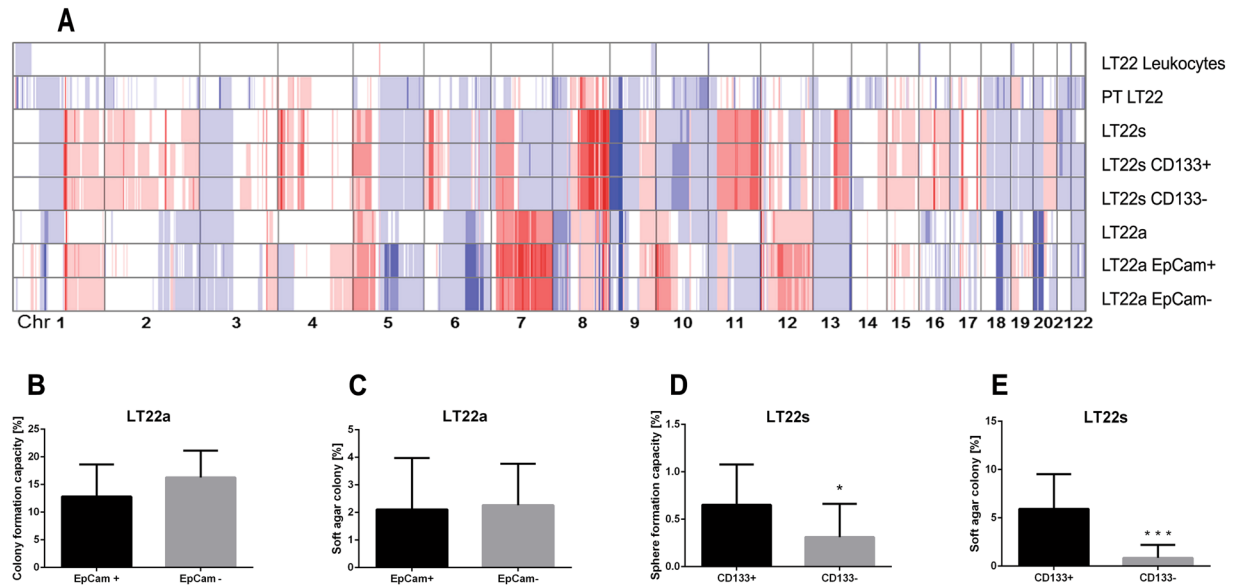 A
LT22 Leukocytes
PT LT22
LT22s
LT22s CD133+
LT22s CD133-
LT22a
LT22a EpCam+
LT22a EpCam-
Chr 1 2 3 4 5 6 7 8 9 10 11 12 13 14 15 16 17 18 19 202122
B
LT22a
Colony formation capacity [%]
25
20
15
10
5
0
EpCam +
EpCam -
C
LT22a
Soft agar colony [%]
5
4
3
2
1
0
EpCam+
EpCam-
D
LT22s
Sphere formation capacity [%]
1.5
1.0
0.5
0.0
*
CD133+
CD133-
E
LT22s
Soft agar colony [%]
15
10
5
0
* * *
CD133+
CD133-